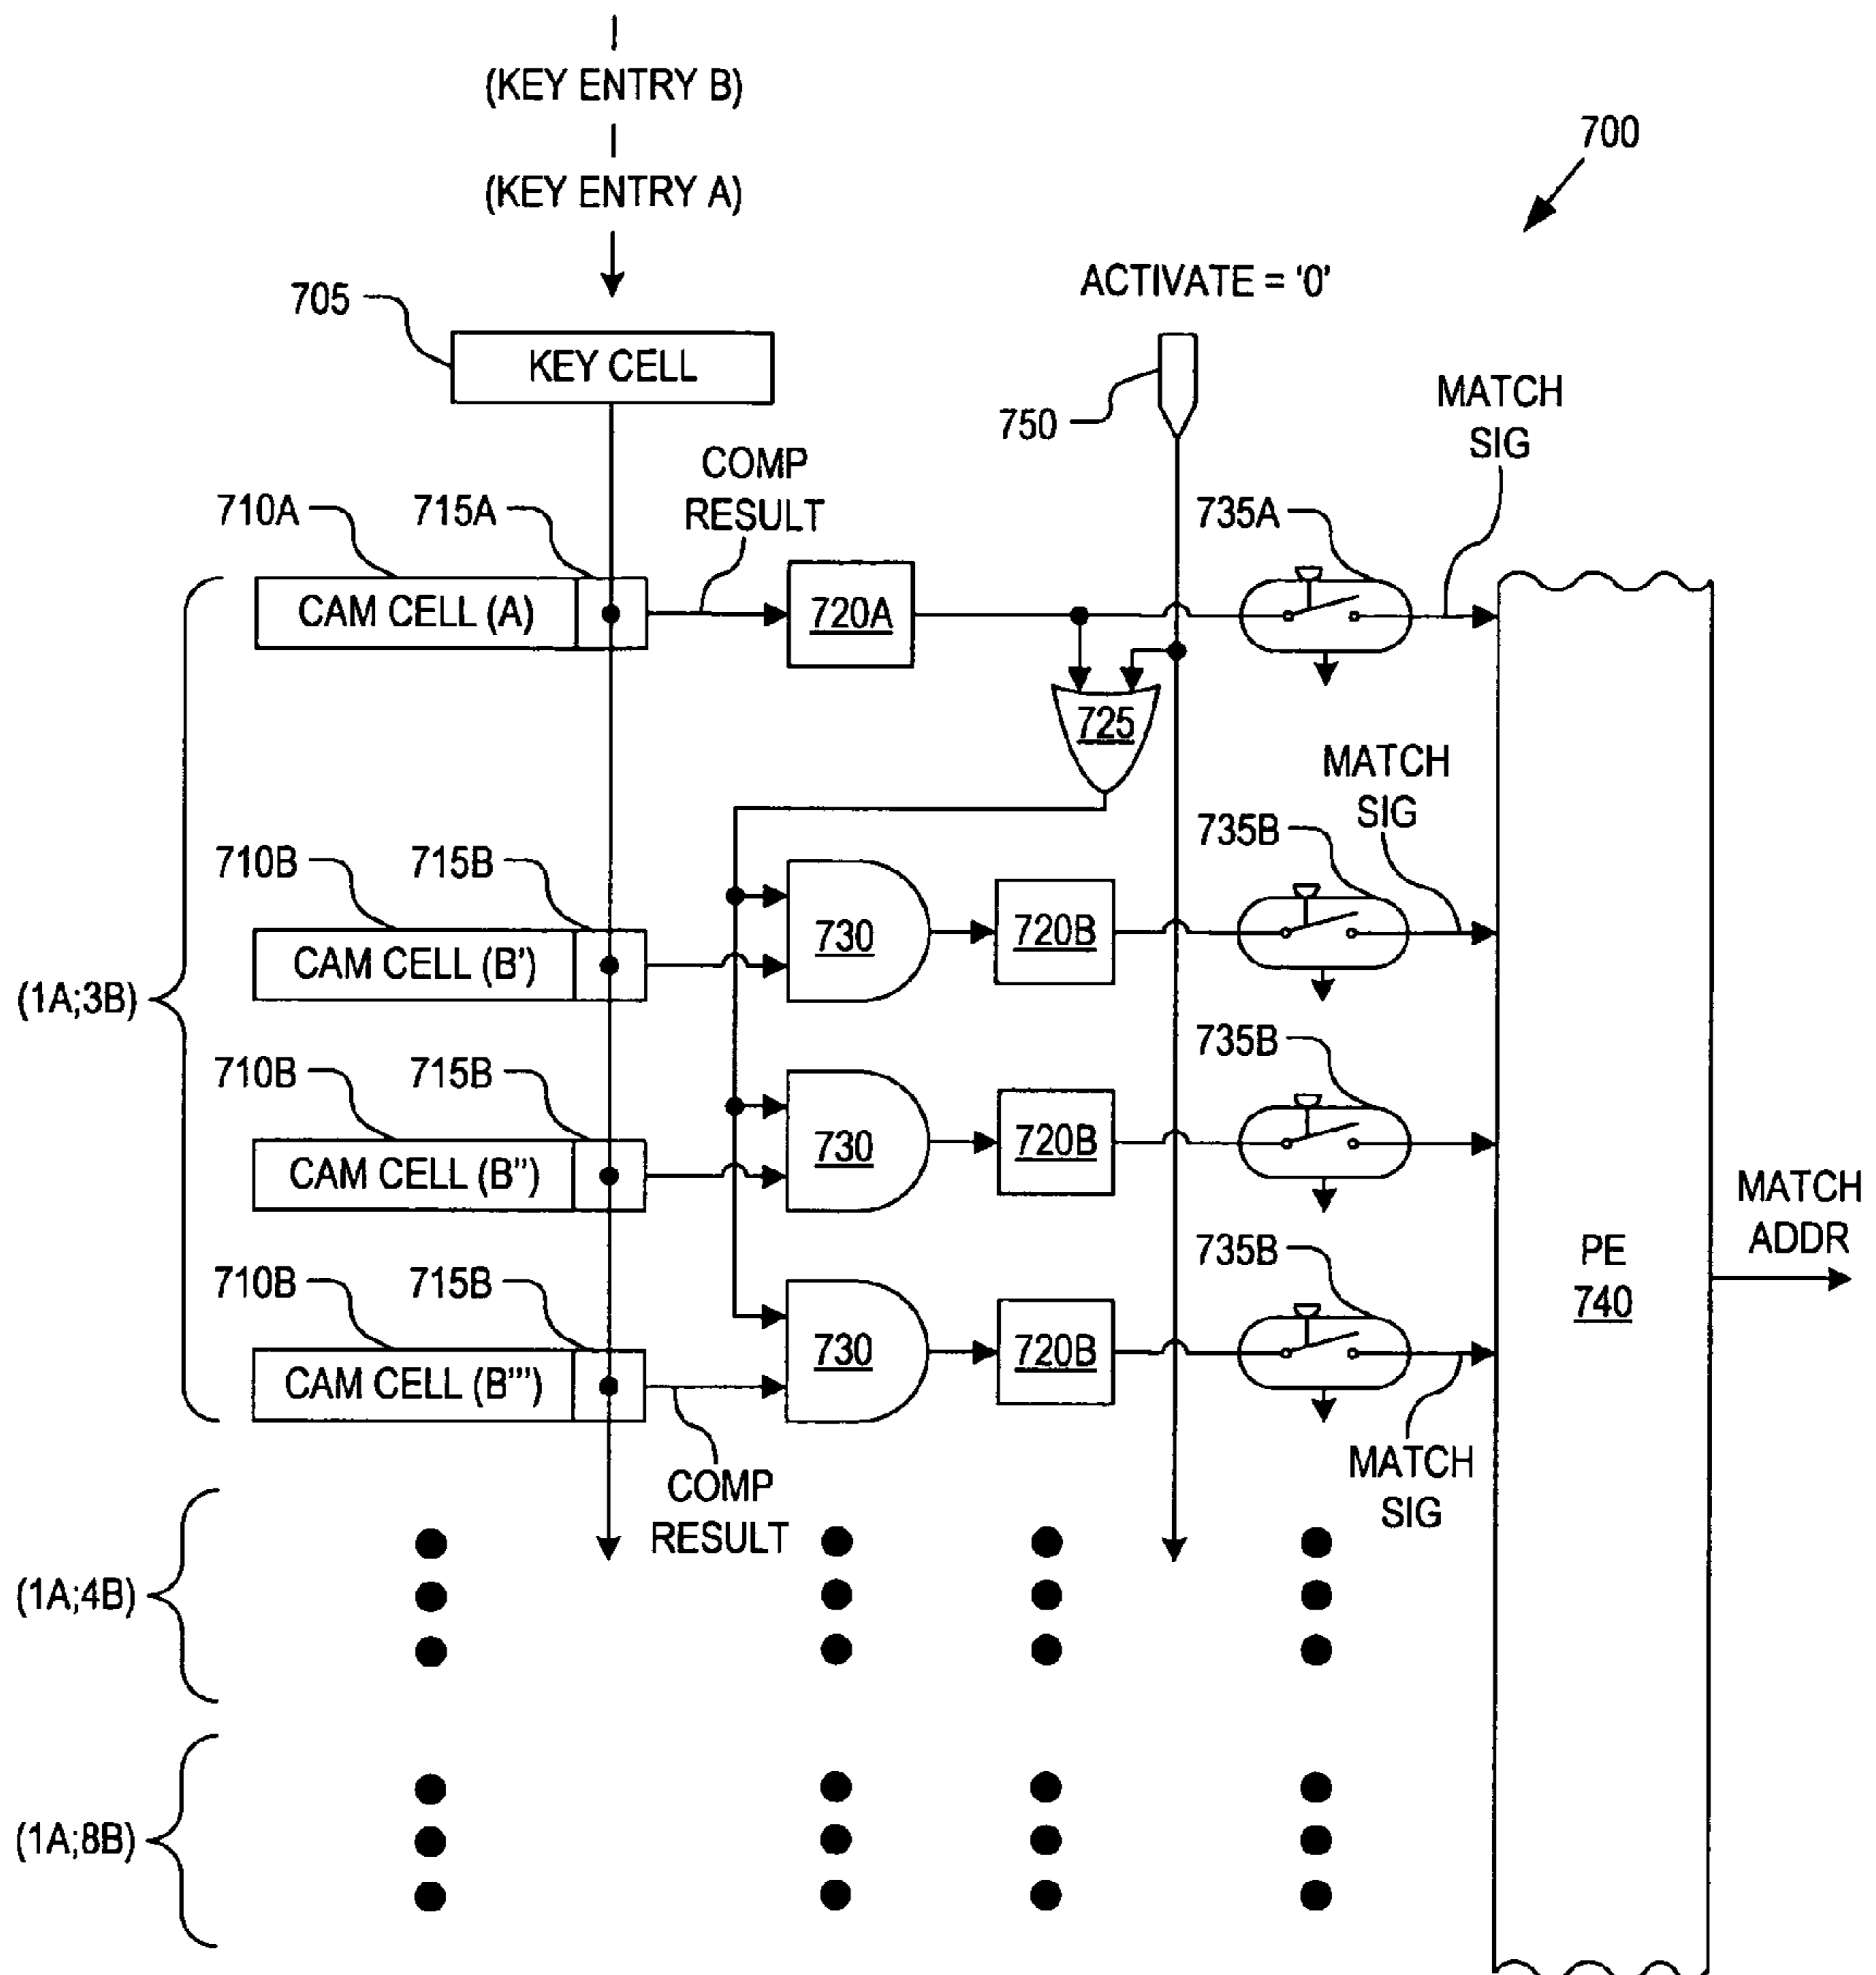 (KEY ENTRY B)
700
(KEY ENTRY A)
ACTIVATE = '0'
705
KEY CELL
750
MATCH
SIG
COMP
RESULT
710A
715A
735A
CAM CELL (A)
720A
725
MATCH
SIG
735B
710B
715B
CAM CELL (B')
730
720B
(1A;3B)
735B
710B
715B
CAM CELL (B'')
730
720B
MATCH
ADDR
735B
PE
740
710B
715B
CAM CELL (B''')
730
720B
COMP
RESULT
MATCH
SIG
(1A;4B)
(1A;8B)